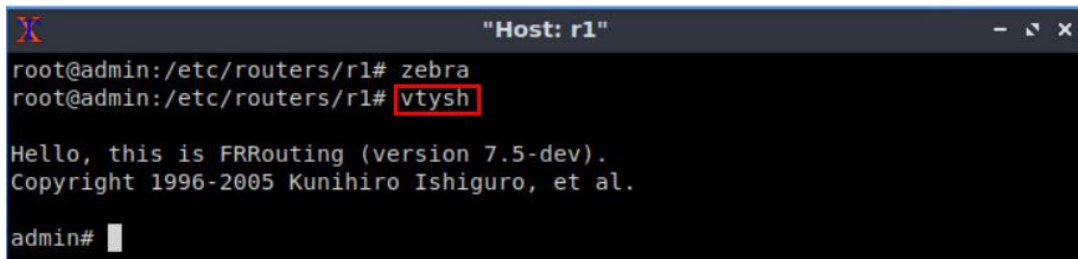 "Host: r1"
root@admin:/etc/routers/r1# zebra
root@admin:/etc/routers/r1# vtysh
Hello, this is FRRouting (version 7.5-dev).
Copyright 1996-2005 Kunihiro Ishiguro, et al.
admin#